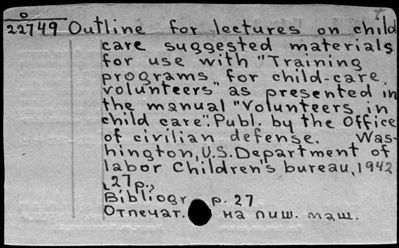 0
22749 Outline for lectures on child
care suggested materials
for use with "Training
programs for child-care
volunteers" as presented in
the manual "Volunteers in
child care". Publ. by the Office
of civilian defense. Was-
hington, U.S. Department of
labor Children's bureau, 1942
27 p.
Bibliogr p. 27
Отпечат. на пиш. маш.